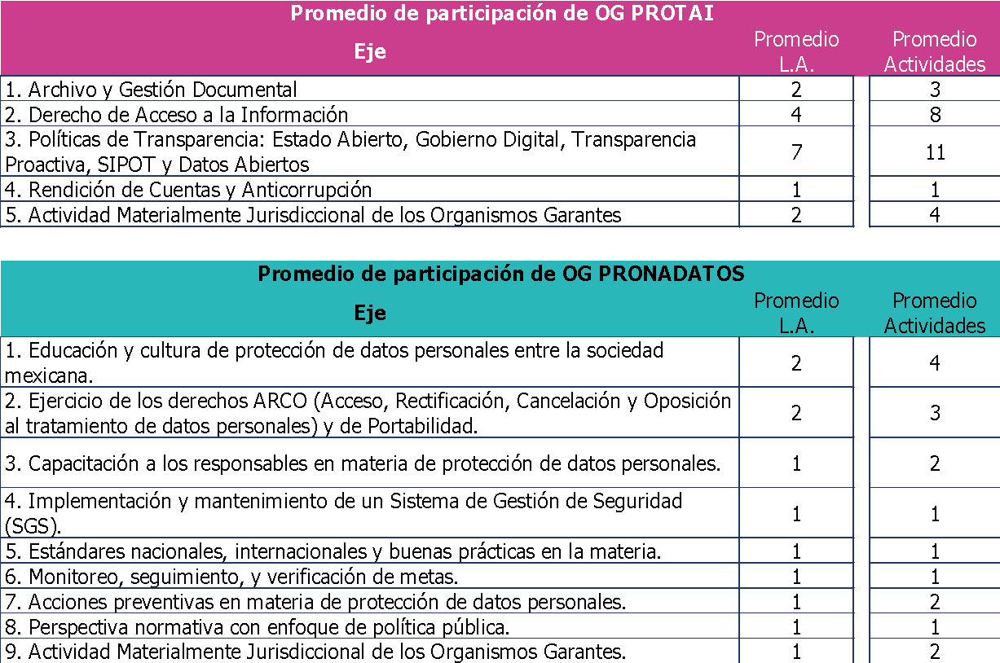 Promedio de participación de OG PROTAI
Eje
Promedio L.A.
Promedio Actividades
1. Archivo y Gestión Documental 2 3
2. Derecho de Acceso a la Información 4 8
3. Políticas de Transparencia: Estado Abierto, Gobierno Digital, Transparencia
Proactiva, SIPOT y Datos Abiertos 7 11
4. Rendición de Cuentas y Anticorrupción 1 1
5. Actividad Materialmente Jurisdiccional de los Organismos Garantes 2 4
Promedio de participación de OG PRONADATOS
Eje
Promedio L.A.
Promedio Actividades
1. Educación y cultura de protección de datos personales entre la sociedad
mexicana. 2 4
2. Ejercicio de los derechos ARCO (Acceso, Rectificación, Cancelación y Oposición
al tratamiento de datos personales) y de Portabilidad. 2 3
3. Capacitación a los responsables en materia de protección de datos personales. 1 2
4. Implementación y mantenimiento de un Sistema de Gestión de Seguridad
(SGS). 1 1
5. Estándares nacionales, internacionales y buenas prácticas en la materia. 1 1
6. Monitoreo, seguimiento, y verificación de metas. 1 1
7. Acciones preventivas en materia de protección de datos personales. 1 2
8. Perspectiva normativa con enfoque de política pública. 1 1
9. Actividad Materialmente Jurisdiccional de los Organismos Garantes. 1 2